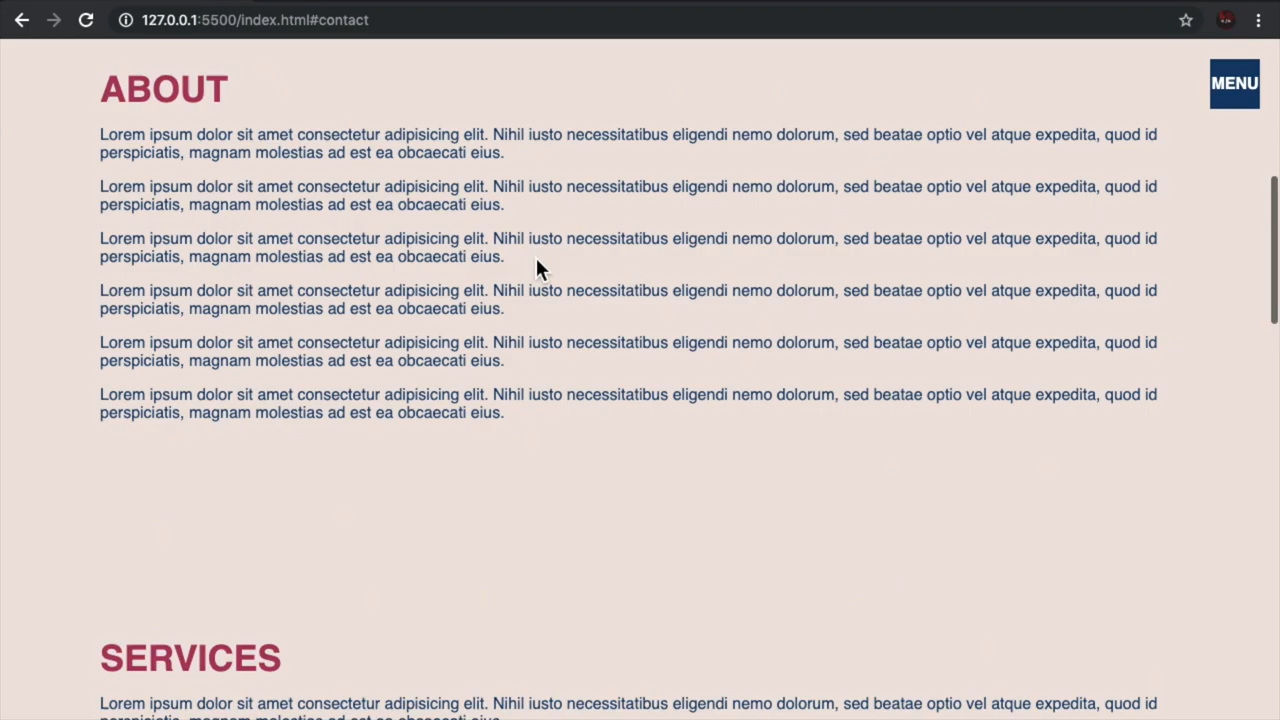 127.0.0.1:5500/index.html#contact
MENU
ABOUT
Lorem ipsum dolor sit amet consectetur adipisicing elit. Nihil iusto necessitatibus eligendi nemo dolorum, sed beatae optio vel atque expedita, quod id
perspiciatis, magnam molestias ad est ea obcaecati eius.
Lorem ipsum dolor sit amet consectetur adipisicing elit. Nihil iusto necessitatibus eligendi nemo dolorum, sed beatae optio vel atque expedita, quod id
perspiciatis, magnam molestias ad est ea obcaecati eius.
Lorem ipsum dolor sit amet consectetur adipisicing elit. Nihil iusto necessitatibus eligendi nemo dolorum, sed beatae optio vel atque expedita, quod id
perspiciatis, magnam molestias ad est ea obcaecati eius.
Lorem ipsum dolor sit amet consectetur adipisicing elit. Nihil iusto necessitatibus eligendi nemo dolorum, sed beatae optio vel atque expedita, quod id
perspiciatis, magnam molestias ad est ea obcaecati eius.
Lorem ipsum dolor sit amet consectetur adipisicing elit. Nihil iusto necessitatibus eligendi nemo dolorum, sed beatae optio vel atque expedita, quod id
perspiciatis, magnam molestias ad est ea obcaecati eius.
Lorem ipsum dolor sit amet consectetur adipisicing elit. Nihil iusto necessitatibus eligendi nemo dolorum, sed beatae optio vel atque expedita, quod id
perspiciatis, magnam molestias ad est ea obcaecati eius.
SERVICES
Lorem ipsum dolor sit amet consectetur adipisicing elit. Nihil iusto necessitatibus eligendi nemo dolorum, sed beatae optio vel atque expedita, quod id